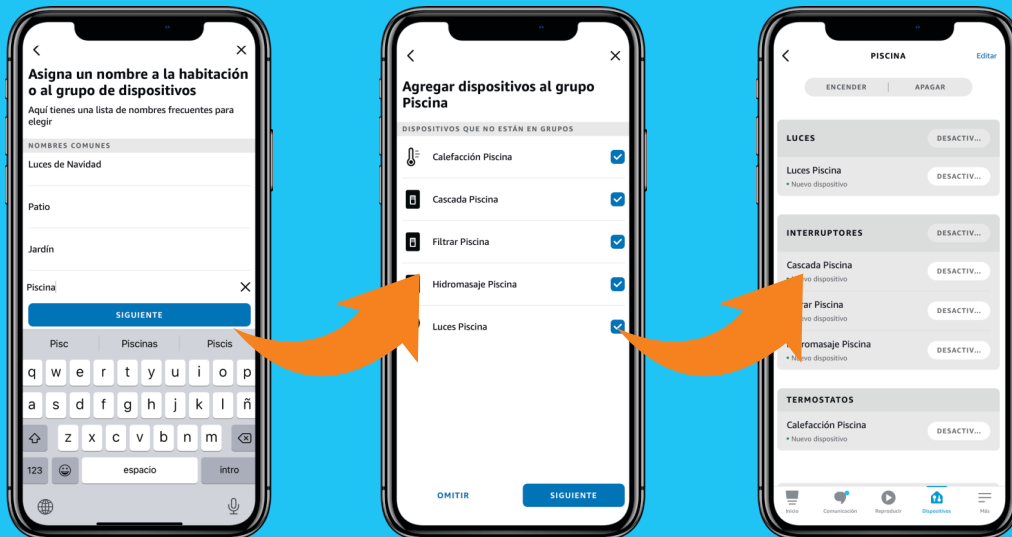 Asigna un nombre a la habitación
o al grupo de dispositivos
Aquí tienes una lista de nombres frecuentes para
elegir
NOMBRES COMUNES
Luces de Navidad
Patio
Jardín
Piscina
SIGUIENTE
Pisc Piscinas Piscis
q w e r t y u i o p
a s d f g h j k l ñ
z x c v b n m
123 espacio intro
Agregar dispositivos al grupo
Piscina
DISPOSITIVOS QUE NO ESTÁN EN GRUPOS
Calefacción Piscina
Cascada Piscina
Filtrar Piscina
Hidromasaje Piscina
Luces Piscina
OMITIR SIGUIENTE
PISCINA Editar
ENCENDER | APAGAR
LUCES DESACTIV...
Luces Piscina DESACTIV...
• Nuevo dispositivo
INTERRUPTORES DESACTIV...
Cascada Piscina DESACTIV...
dispositivo
Piscina DESACTIV...
dispositivo
Piscina DESACTIV...
dispositivo
TERMOSTATOS
Calefacción Piscina DESACTIV...
• Nuevo dispositivo
Inicio Comunicación Reproducir Dispositivos Más